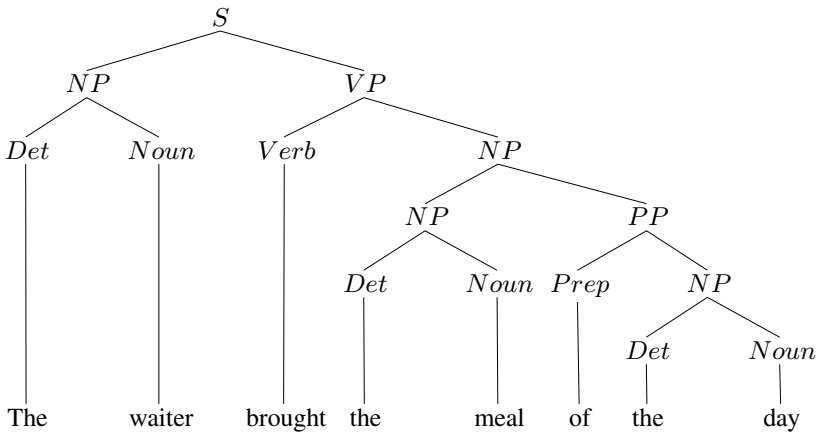 S
NP VP
Det Noun Verb NP
NP PP
Det Noun Prep NP
Det Noun
The waiter brought the meal of the day